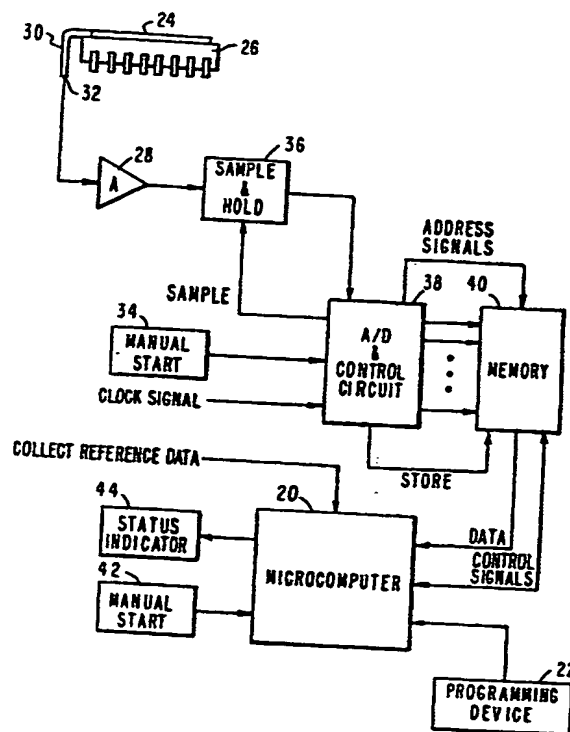 24
30
26
32
28
A
36
SAMPLE
&
HOLD
ADDRESS
SIGNALS
SAMPLE
38
40
34
MANUAL
START
A/D
&
CONTROL
CIRCUIT
MEMORY
CLOCK SIGNAL
STORE
COLLECT REFERENCE DATA
44
20
STATUS
INDICATOR
DATA
CONTROL
SIGNALS
MICROCOMPUTER
42
MANUAL
START
22
PROGRAMMING
DEVICE